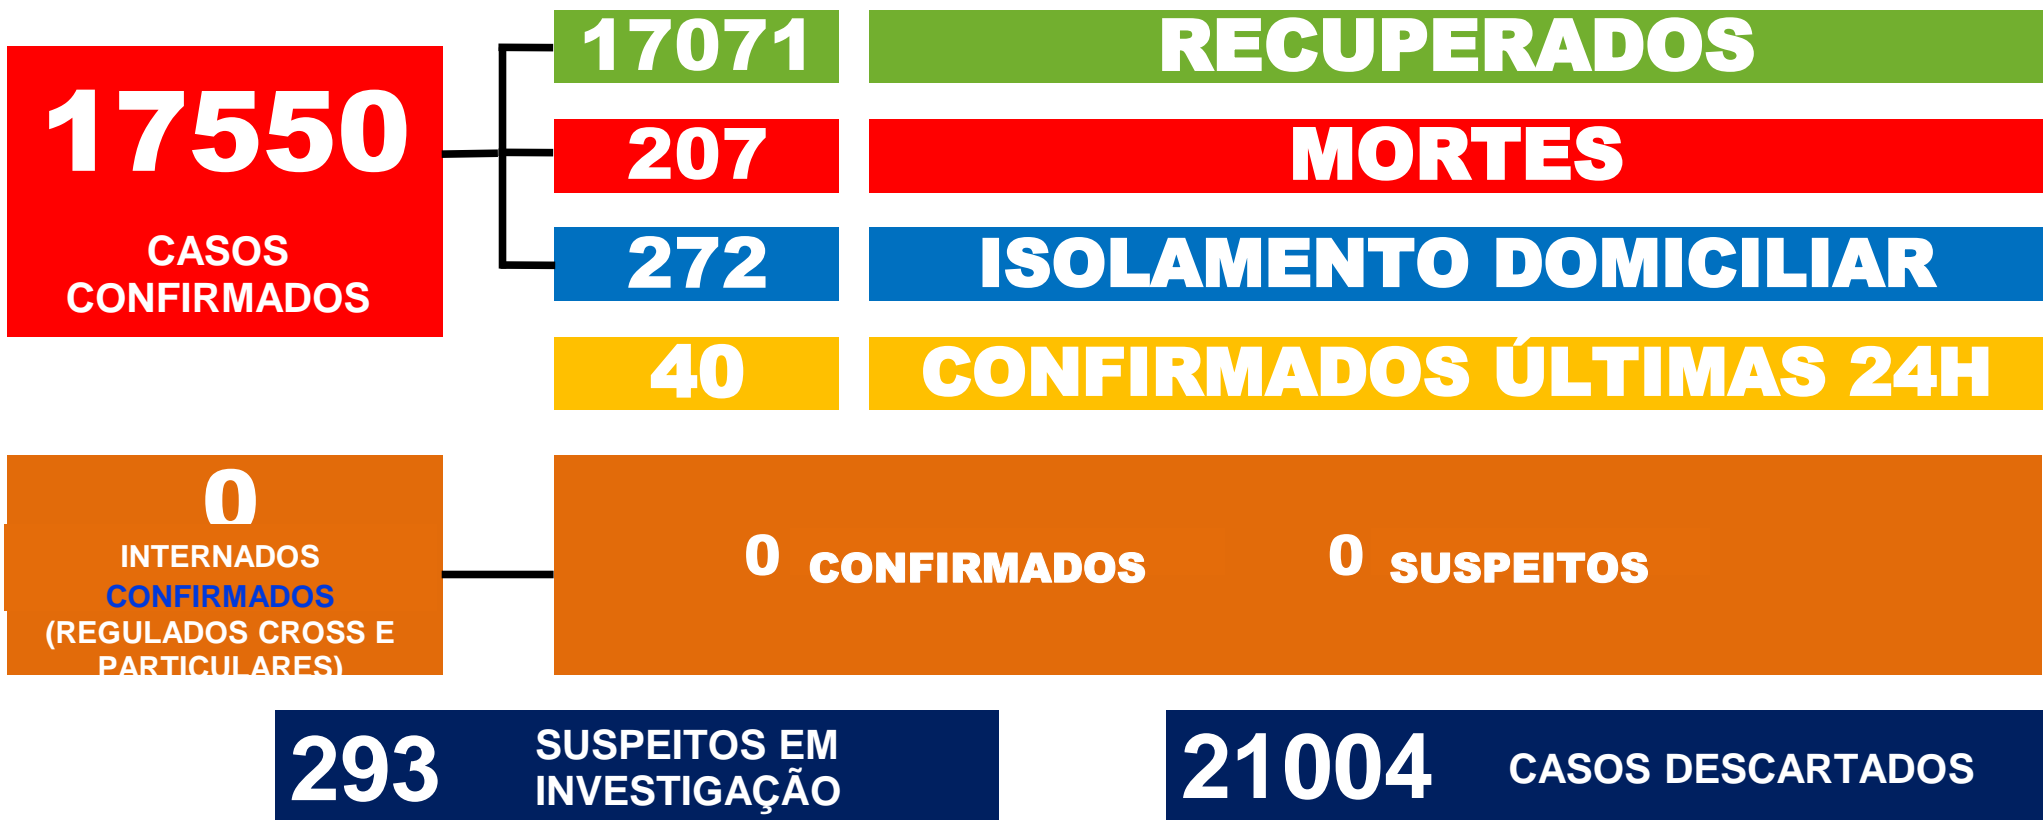 17550
CASOS
CONFIRMADOS
17071 RECUPERADOS
207 MORTES
272 ISOLAMENTO DOMICILIAR
40 CONFIRMADOS ÚLTIMAS 24H
0
INTERNADOS
CONFIRMADOS
(REGULADOS CROSS E
PARTICULARES)
0 CONFIRMADOS 0 SUSPEITOS
293 SUSPEITOS EM
INVESTIGAÇÃO
21004 CASOS DESCARTADOS